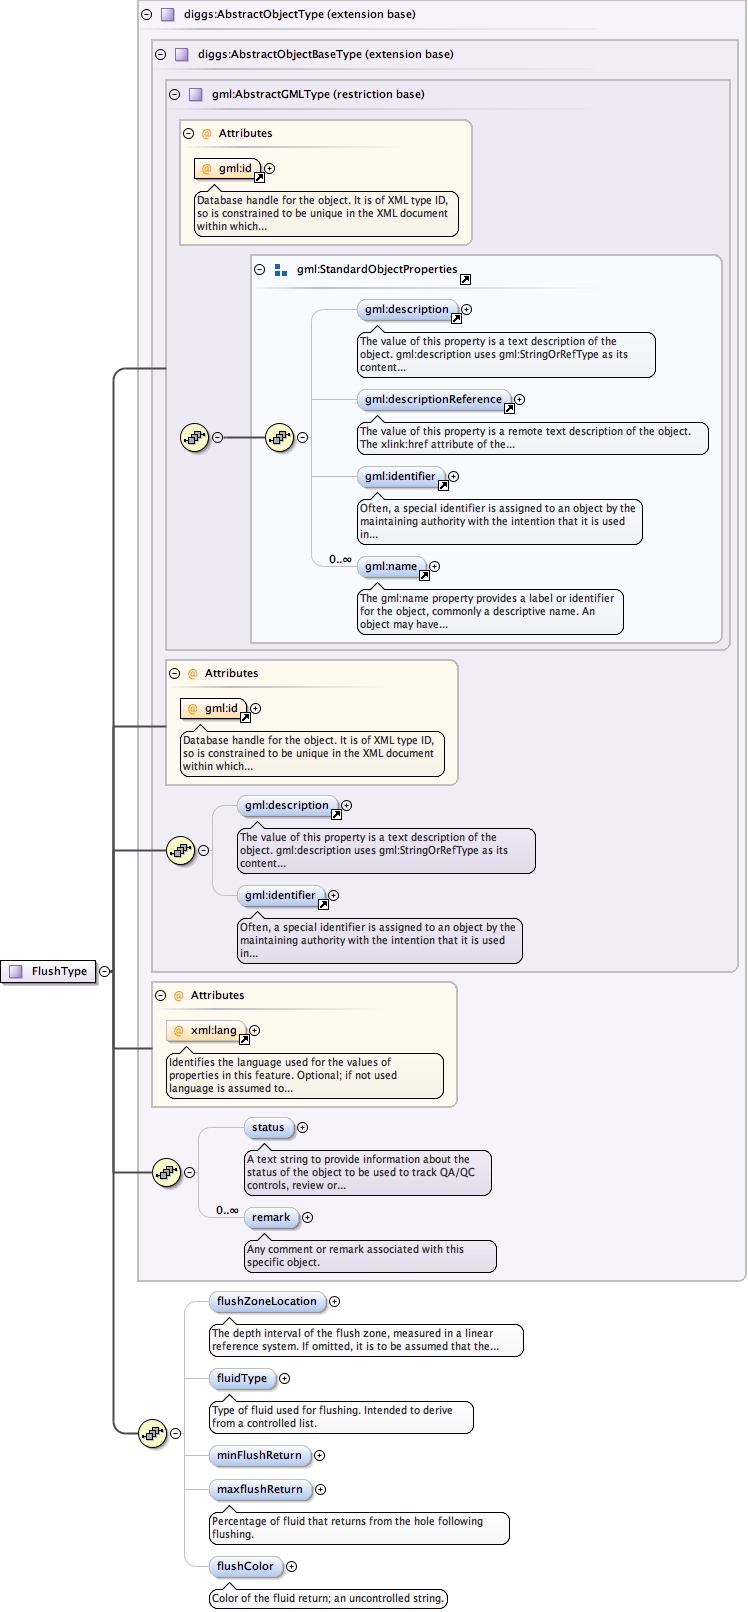 diggs:AbstractObjectType (extension base)
diggs:AbstractObjectBaseType (extension base)
gml:AbstractGMLType (restriction base)
@ Attributes
@ gml:id
Database handle for the object. It is of XML type ID,
so is constrained to be unique in the XML document
within which...
gml:StandardObjectProperties
gml:description
The value of this property is a text description of the
object. gml:description uses gml:StringOrRefType as its
content...
gml:descriptionReference
The value of this property is a remote text description of the object.
The xlink:href attribute of the...
gml:identifier
Often, a special identifier is assigned to an object by the
maintaining authority with the intention that it is used
in...
0..∞
gml:name
The gml:name property provides a label or identifier
for the object, commonly a descriptive name. An
object may have...
@ Attributes
@ gml:id
Database handle for the object. It is of XML type ID,
so is constrained to be unique in the XML document
within which...
gml:description
The value of this property is a text description of the
object. gml:description uses gml:StringOrRefType as its
content...
gml:identifier
Often, a special identifier is assigned to an object by the
maintaining authority with the intention that it is used
in...
FlushType
@ Attributes
@ xml:lang
Identifies the language used for the values of
properties in this feature. Optional; if not used
language is assumed to...
status
A text string to provide information about the
status of the object to be used to track QA/QC
controls, review or...
0..∞
remark
Any comment or remark associated with this
specific object.
flushZoneLocation
The depth interval of the flush zone, measured in a linear
reference system. If omitted, it is to be assumed that the...
fluidType
Type of fluid used for flushing. Intended to derive
from a controlled list.
minFlushReturn
maxflushReturn
Percentage of fluid that returns from the hole following
flushing.
flushColor
Color of the fluid return; an uncontrolled string.